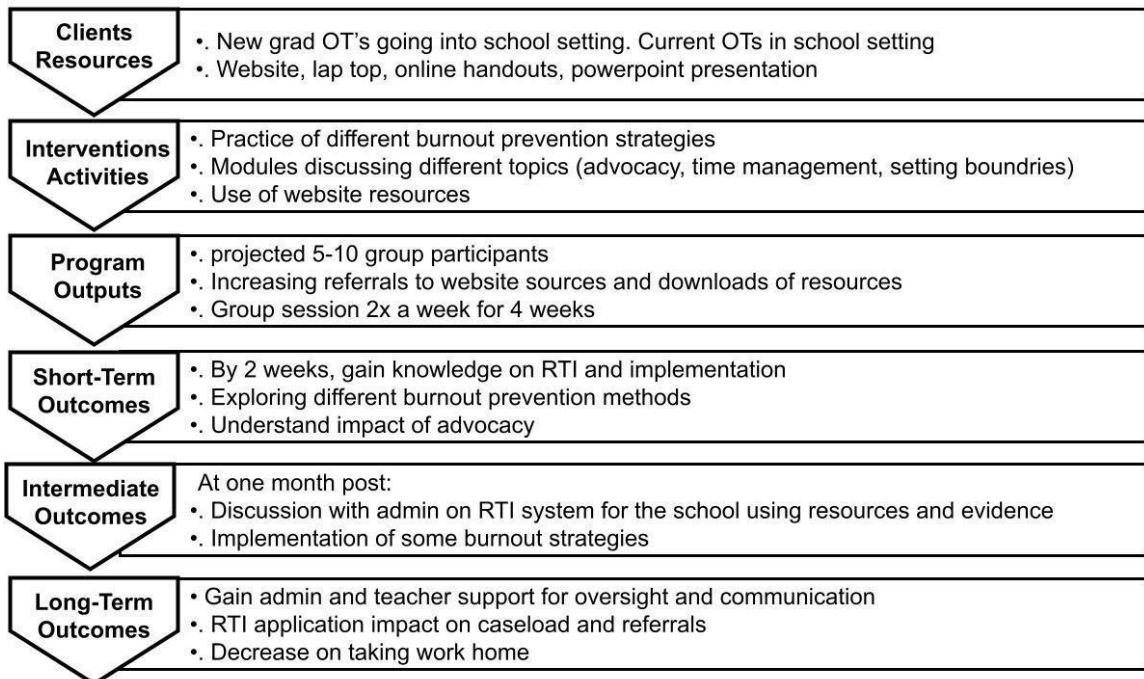 Clients
Resources
•. New grad OT's going into school setting. Current OTs in school setting
•. Website, lap top, online handouts, powerpoint presentation
Interventions
Activities
•. Practice of different burnout prevention strategies
•. Modules discussing different topics (advocacy, time management, setting boundries)
•. Use of website resources
Program
Outputs
•. projected 5-10 group participants
•. Increasing referrals to website sources and downloads of resources
•. Group session 2x a week for 4 weeks
Short-Term
Outcomes
•. By 2 weeks, gain knowledge on RTI and implementation
•. Exploring different burnout prevention methods
•. Understand impact of advocacy
Intermediate
Outcomes
At one month post:
•. Discussion with admin on RTI system for the school using resources and evidence
•. Implementation of some burnout strategies
Long-Term
Outcomes
• Gain admin and teacher support for oversight and communication
•. RTI application impact on caseload and referrals
•. Decrease on taking work home